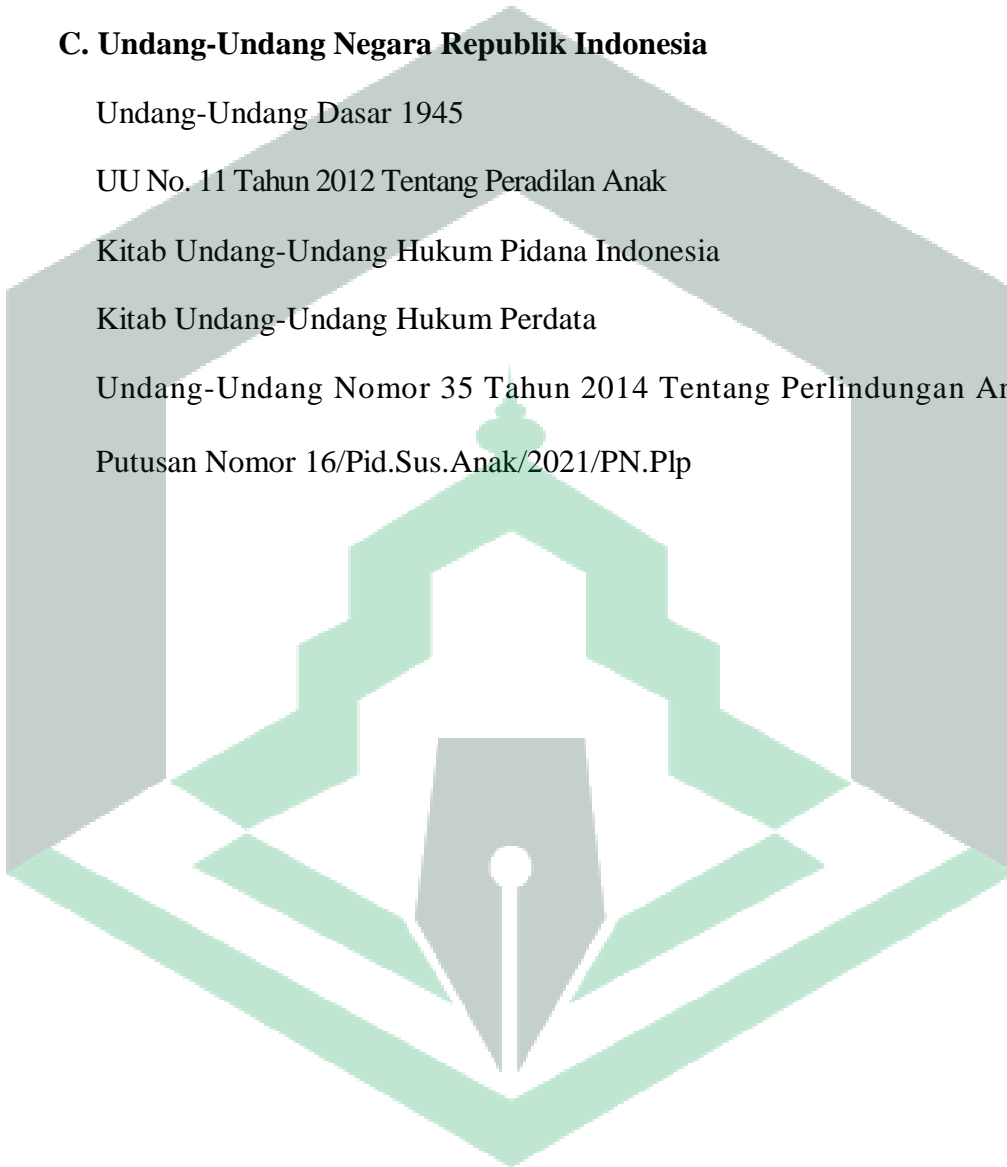 C. Undang-Undang Negara Republik Indonesia
Undang-Undang Dasar 1945
UU No. 11 Tahun 2012 Tentang Peradilan Anak
Kitab Undang-Undang Hukum Pidana Indonesia
Kitab Undang-Undang Hukum Perdata
Undang-Undang Nomor 35 Tahun 2014 Tentang Perlindungan
Putusan Nomor 16/Pid.Sus.Anak/2021/PN.Plp